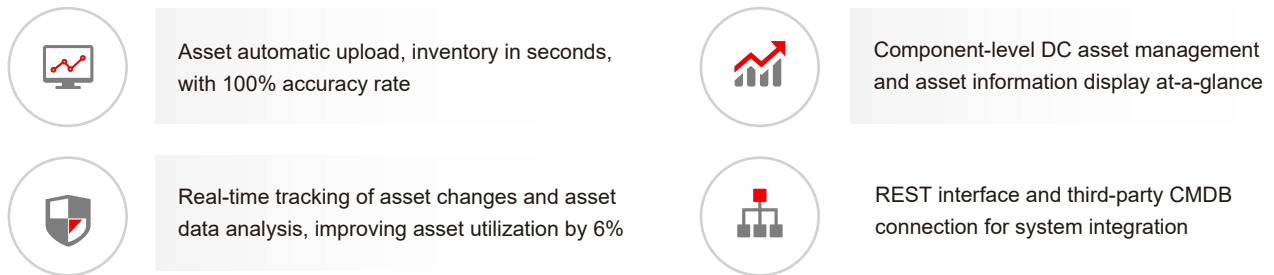 Asset automatic upload, inventory in seconds,
with 100% accuracy rate
Component-level DC asset management
and asset information display at-a-glance
Real-time tracking of asset changes and asset
data analysis, improving asset utilization by 6%
REST interface and third-party CMDB
connection for system integration